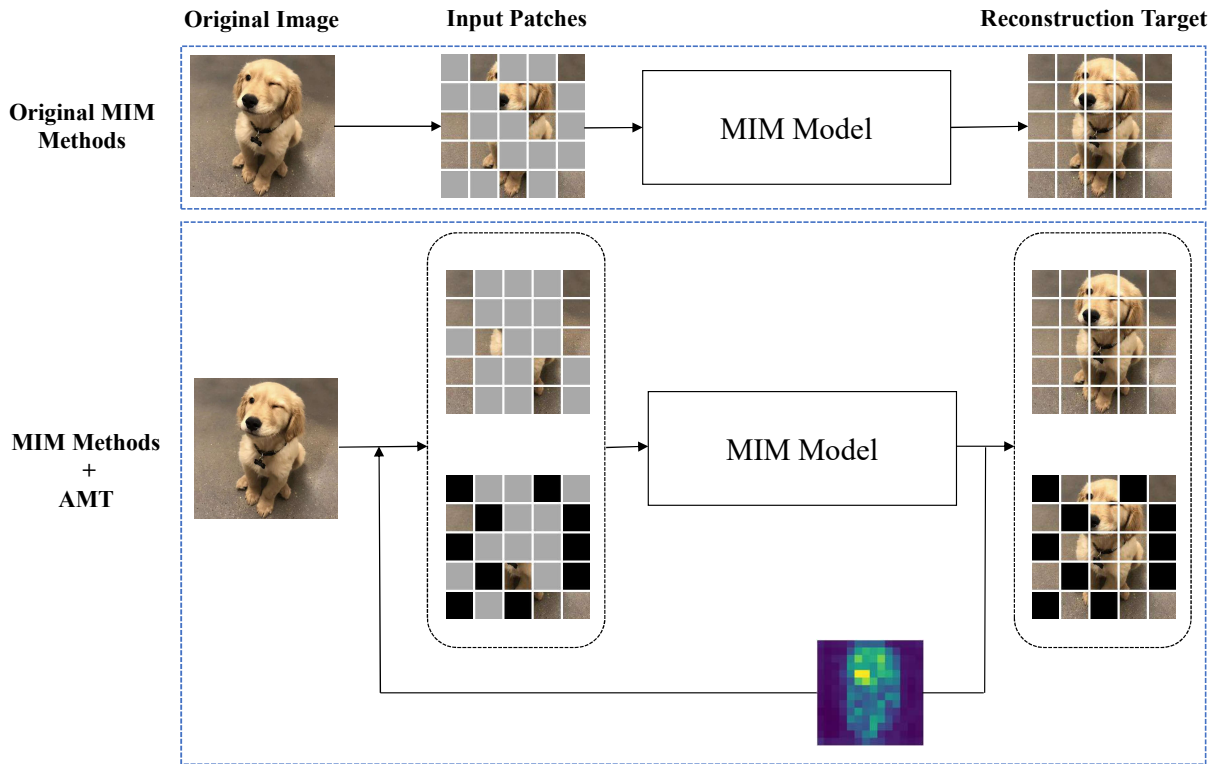 Original Image
Input Patches
Reconstruction Target
Original MIM
Methods
MIM Model
MIM Methods
+
AMT
MIM Model